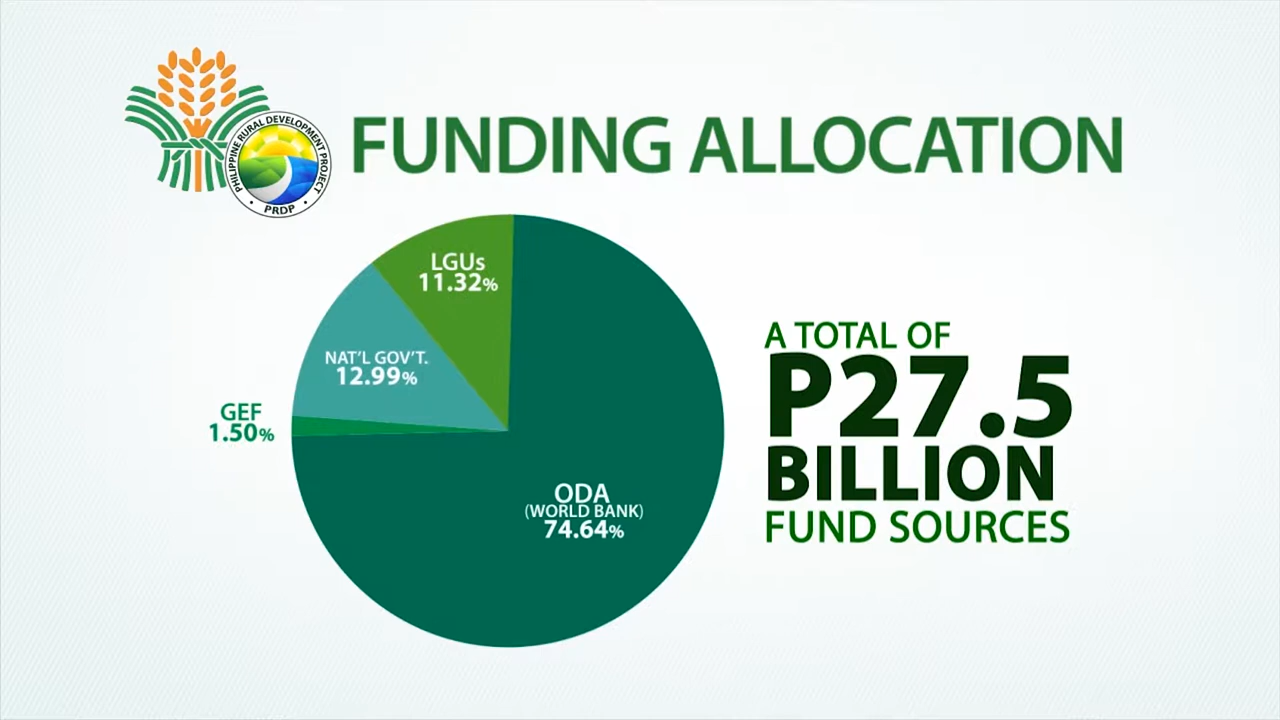 PHILIPPINE RURAL DEVELOPMENT PROJECT
PRDP
FUNDING ALLOCATION
LGUs
11.32%
NAT'L GOV'T.
12.99%
GEF
1.50%
ODA
(WORLD BANK)
74.64%
A TOTAL OF
P27.5
BILLION
FUND SOURCES